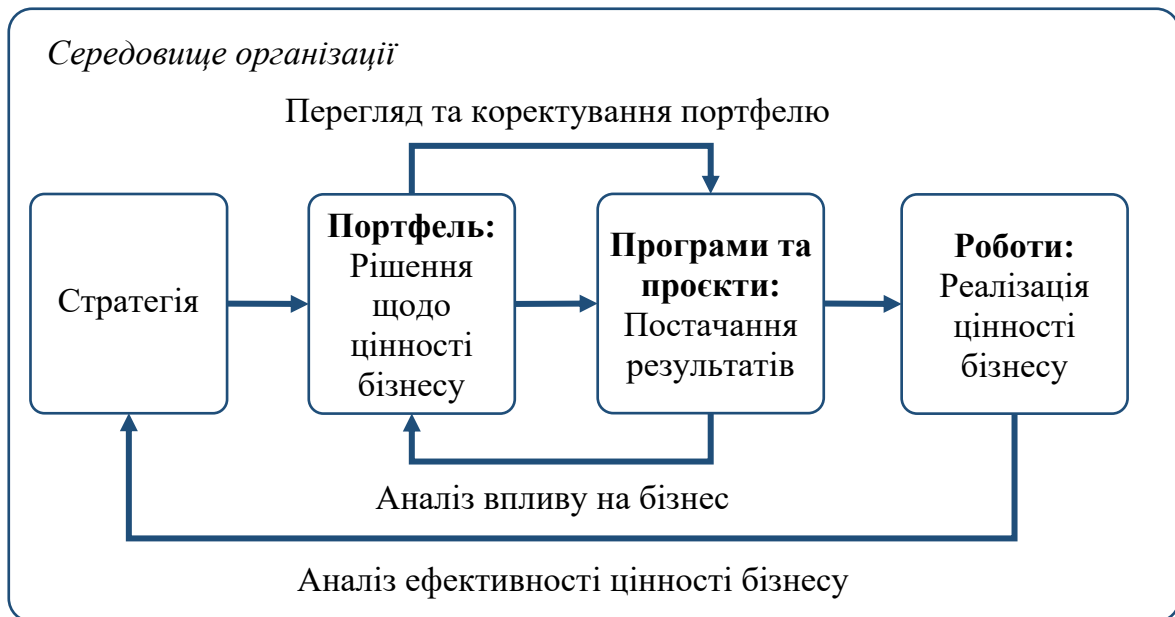 Середовище організації
Перегляд та коректування портфелю
Стратегія
Портфель:
Рішення
щодо
цінності
бізнесу
Програми та
проєкти:
Постачання
результатів
Роботи:
Реалізація
цінності
бізнесу
Аналіз впливу на бізнес
Аналіз ефективності цінності бізнесу